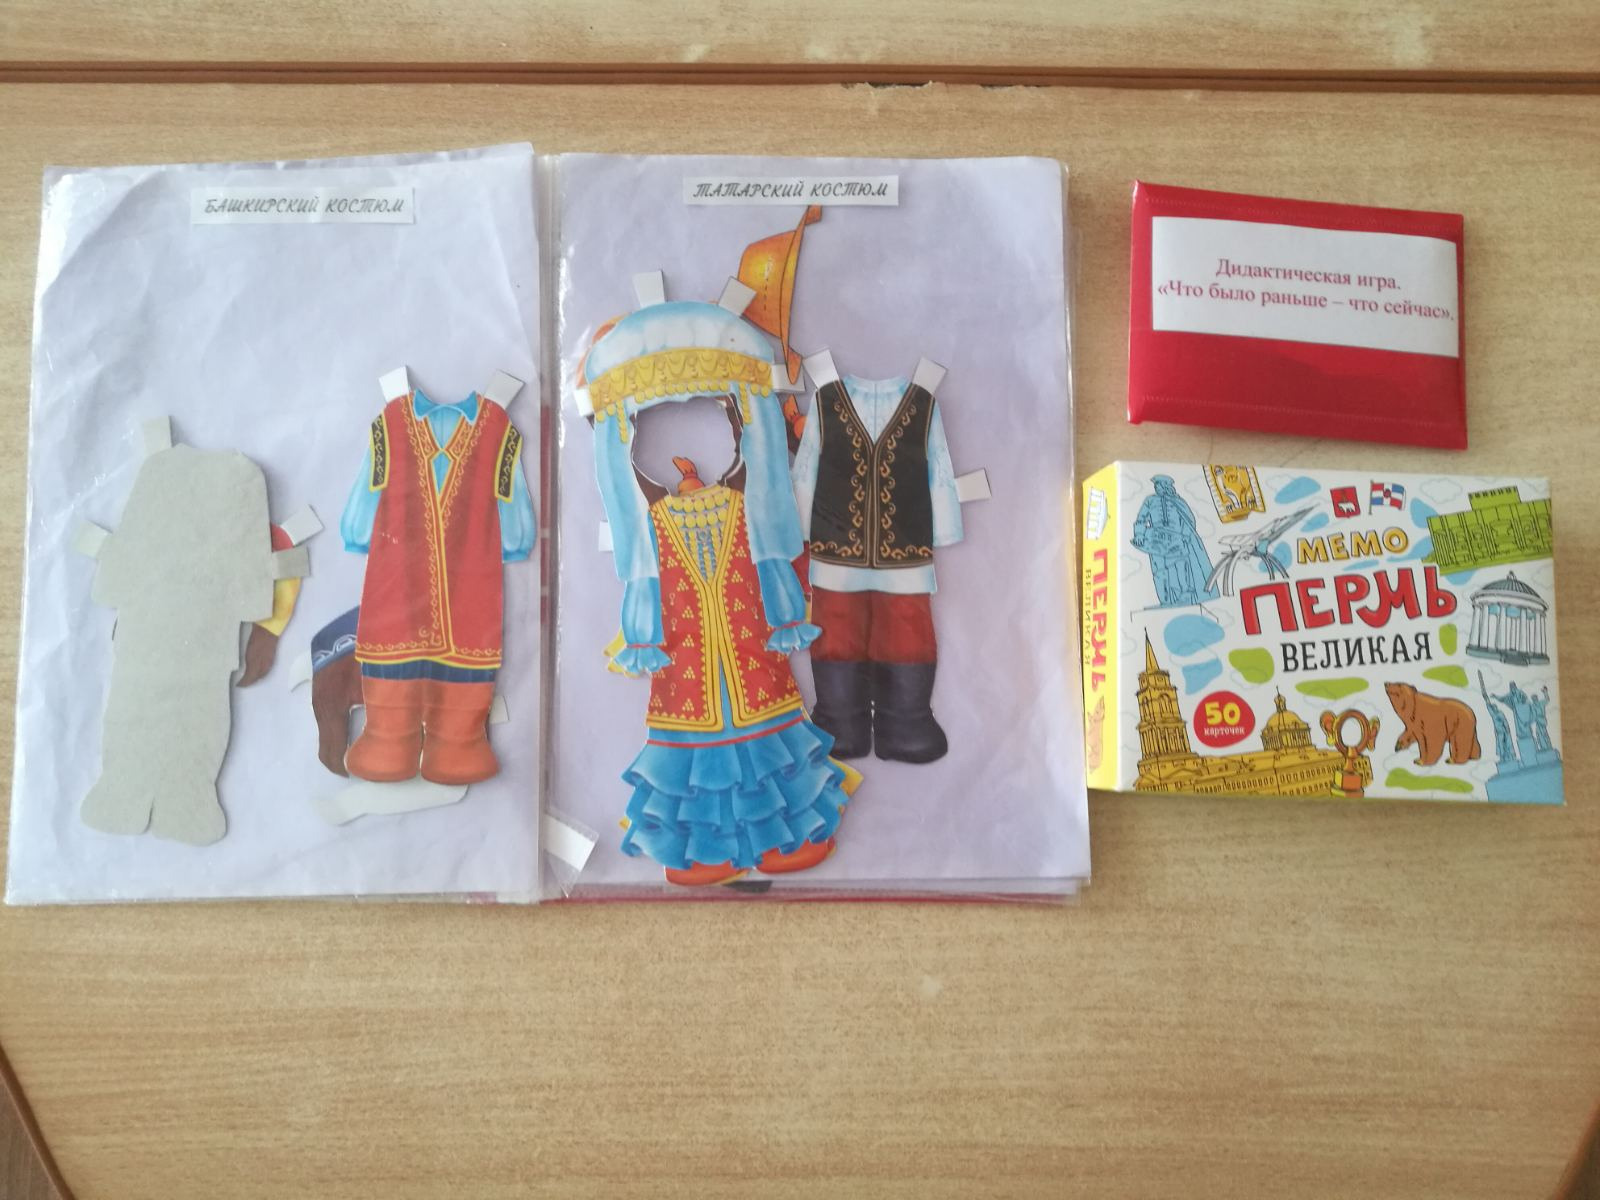 БАШКИРСКИЙ КОСТЮМ
ТАТАРСКИЙ КОСТЮМ
Дидактическая игра.
«Что было раньше – что сейчас».
МЕМО
ПЕРМЬ
ВЕЛИКАЯ
50
карточек
ПЕРМЬ
ВЕЛИКАЯ